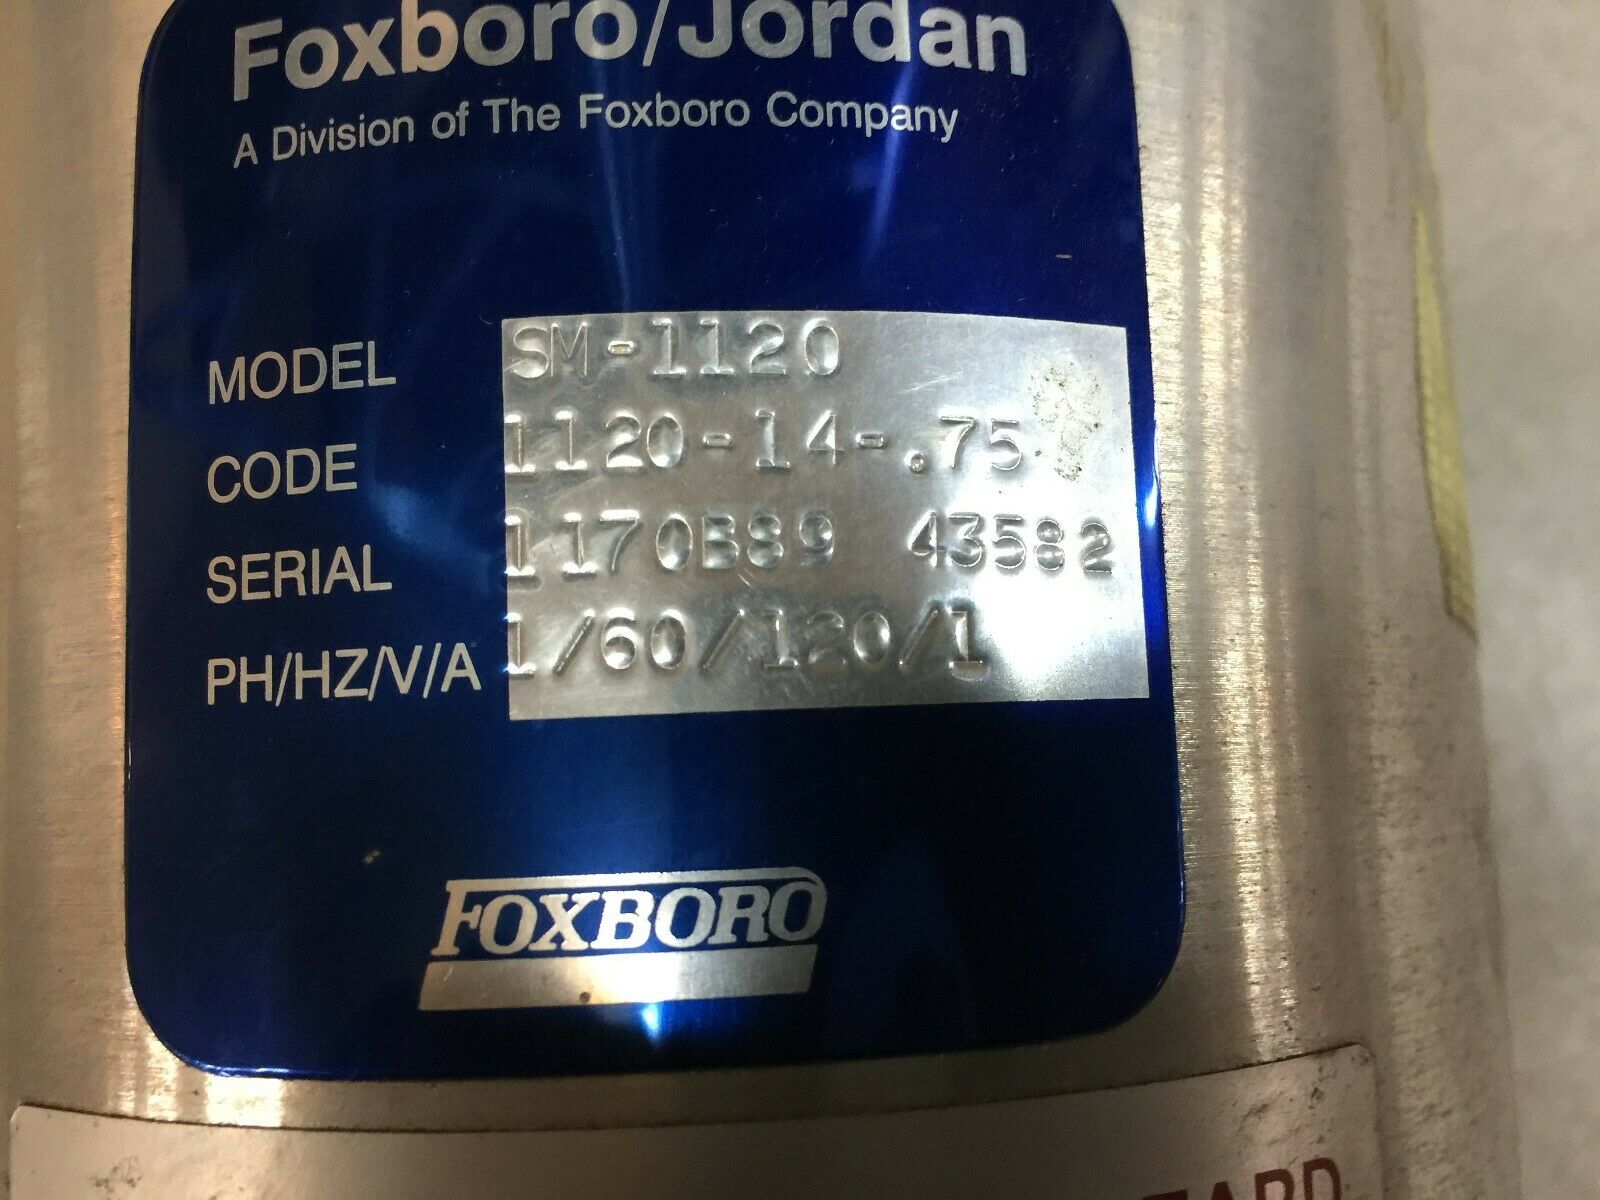 Foxboro/Jordan
A Division of The Foxboro Company
MODEL SM-1120
CODE 1120-14-.75
SERIAL 1170B89 43582
PH/HZ/V/A 1/60/120/1
FOXBORO